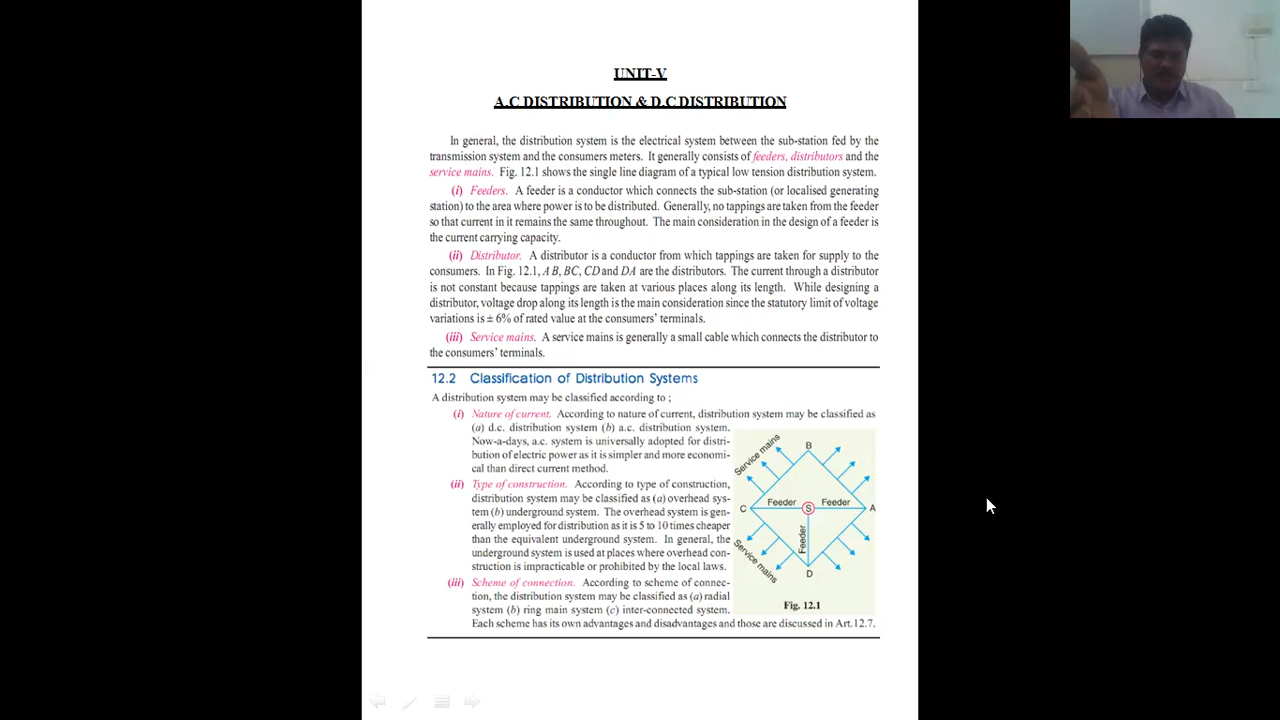 UNIT-V
A.C DISTRIBUTION & D.C DISTRIBUTION
In general, the distribution system is the electrical system between the sub-station fed by the
transmission system and the consumers meters. It generally consists of feeders, distributors and the
service mains. Fig. 12.1 shows the single line diagram of a typical low tension distribution system.
(i) Feeders. A feeder is a conductor which connects the sub-station (or localised generating
station) to the area where power is to be distributed. Generally, no tappings are taken from the feeder
so that current in it remains the same throughout. The main consideration in the design of a feeder is
the current carrying capacity.
(ii) Distributor. A distributor is a conductor from which tappings are taken for supply to the
consumers. In Fig. 12.1, AB, BC, CD and DA are the distributors. The current through a distributor
is not constant because tappings are taken at various places along its length. While designing a
distributor, voltage drop along its length is the main consideration since the statutory limit of voltage
variations is ± 6% of rated value at the consumers' terminals.
(iii) Service mains. A service mains is generally a small cable which connects the distributor to
the consumers' terminals.
12.2 Classification of Distribution Systems
A distribution system may be classified according to ;
(i) Nature of current. According to nature of current, distribution system may be classified as
(a) d.c. distribution system (b) a.c. distribution system.
Now-a-days, a.c. system is universally adopted for distri-
bution of electric power as it is simpler and more economi-
cal than direct current method.
(ii) Type of construction. According to type of construction,
distribution system may be classified as (a) overhead sys-
tem (b) underground system. The overhead system is gen-
erally employed for distribution as it is 5 to 10 times cheaper
than the equivalent underground system. In general, the
underground system is used at places where overhead con-
struction is impracticable or prohibited by the local laws.
(iii) Scheme of connection. According to scheme of connec-
tion, the distribution system may be classified as (a) radial
system (b) ring main system (c) inter-connected system.
Each scheme has its own advantages and disadvantages and those are discussed in Art.12.7.
Service mains
B
Feeder
Feeder
C
S
A
Feeder
Service mains
D
Fig. 12.1